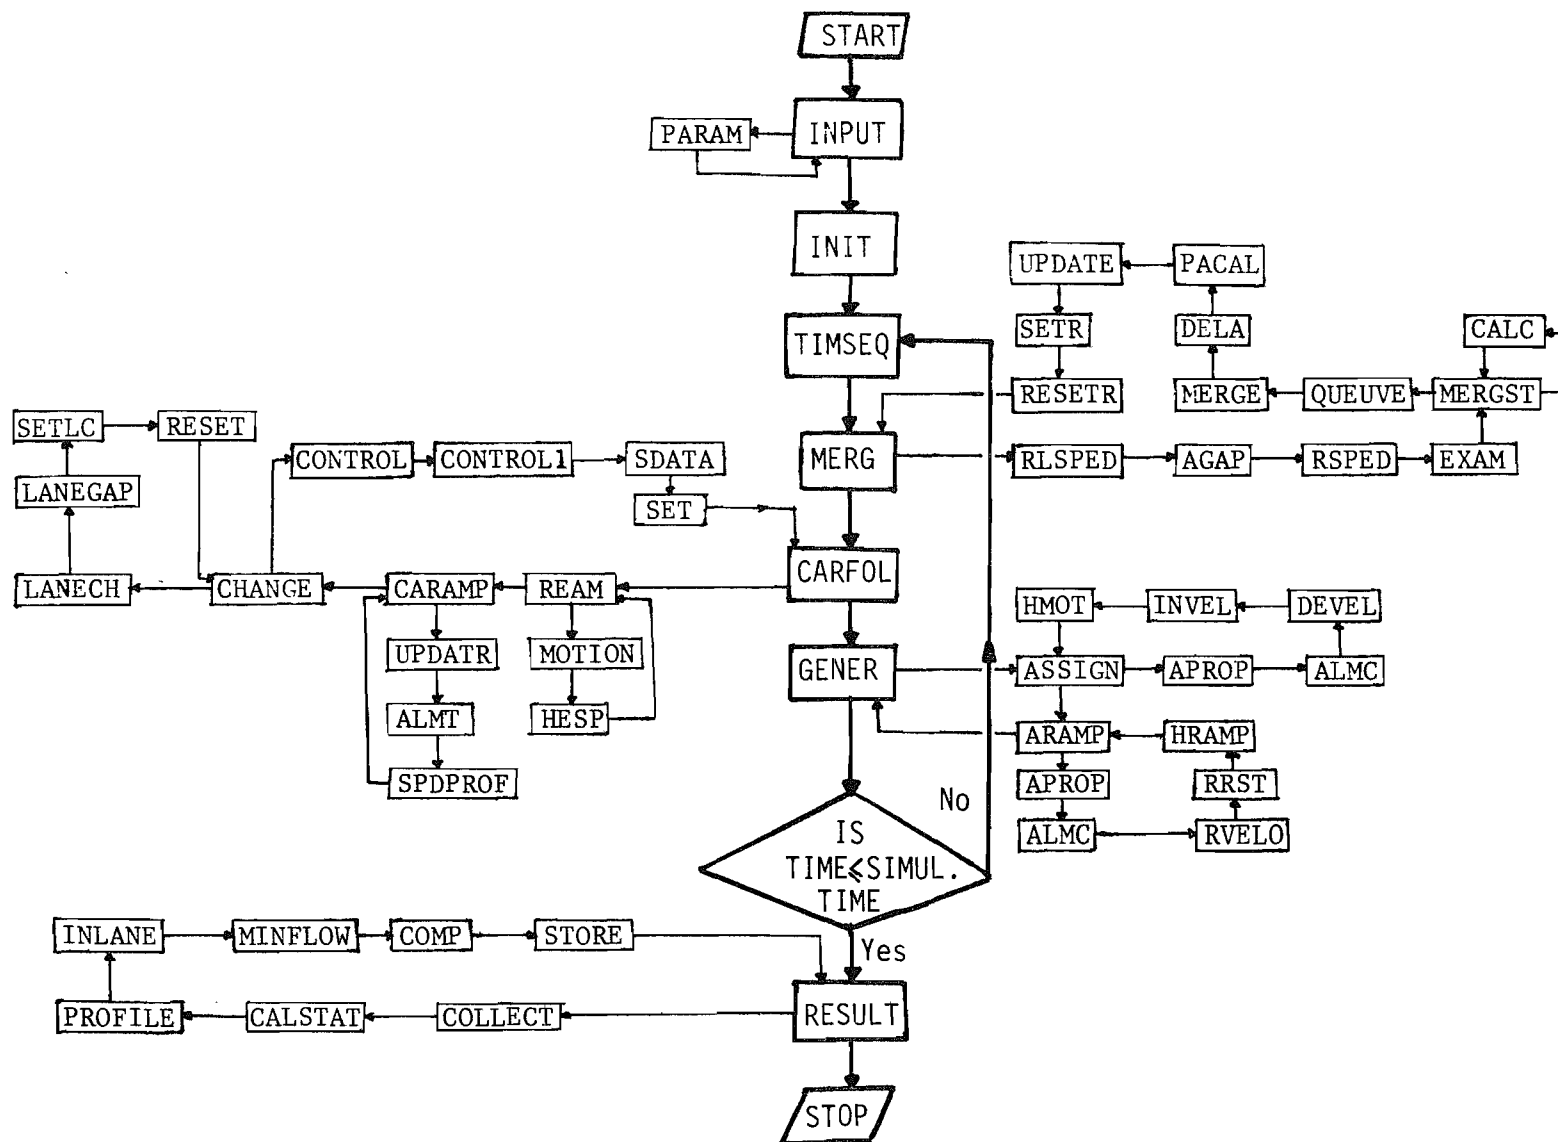 START
PARAM
INPUT
INIT
UPDATE
PACAL
TIMSEQ
SETR
DELA
CALC
RESETR
MERGE
QUEUVE
MERGST
SETLC
RESET
CONTROL
CONTROL1
SDATA
MERG
RLSPED
AGAP
RSPED
EXAM
LANEGAP
SET
LANECH
CHANGE
CARAMP
REAM
CARFOL
HMOT
INVEL
DEVEL
UPDATR
MOTION
GENER
ASSIGN
APROP
ALMC
ALMT
HESP
ARAMP
HRAMP
SPDPROF
APROP
RRST
No
ALMC
RVELO
IS
TIME≤SIMUL.
TIME
INLANE
MINFLOW
COMP
STORE
Yes
PROFILE
CALSTAT
COLLECT
RESULT
STOP